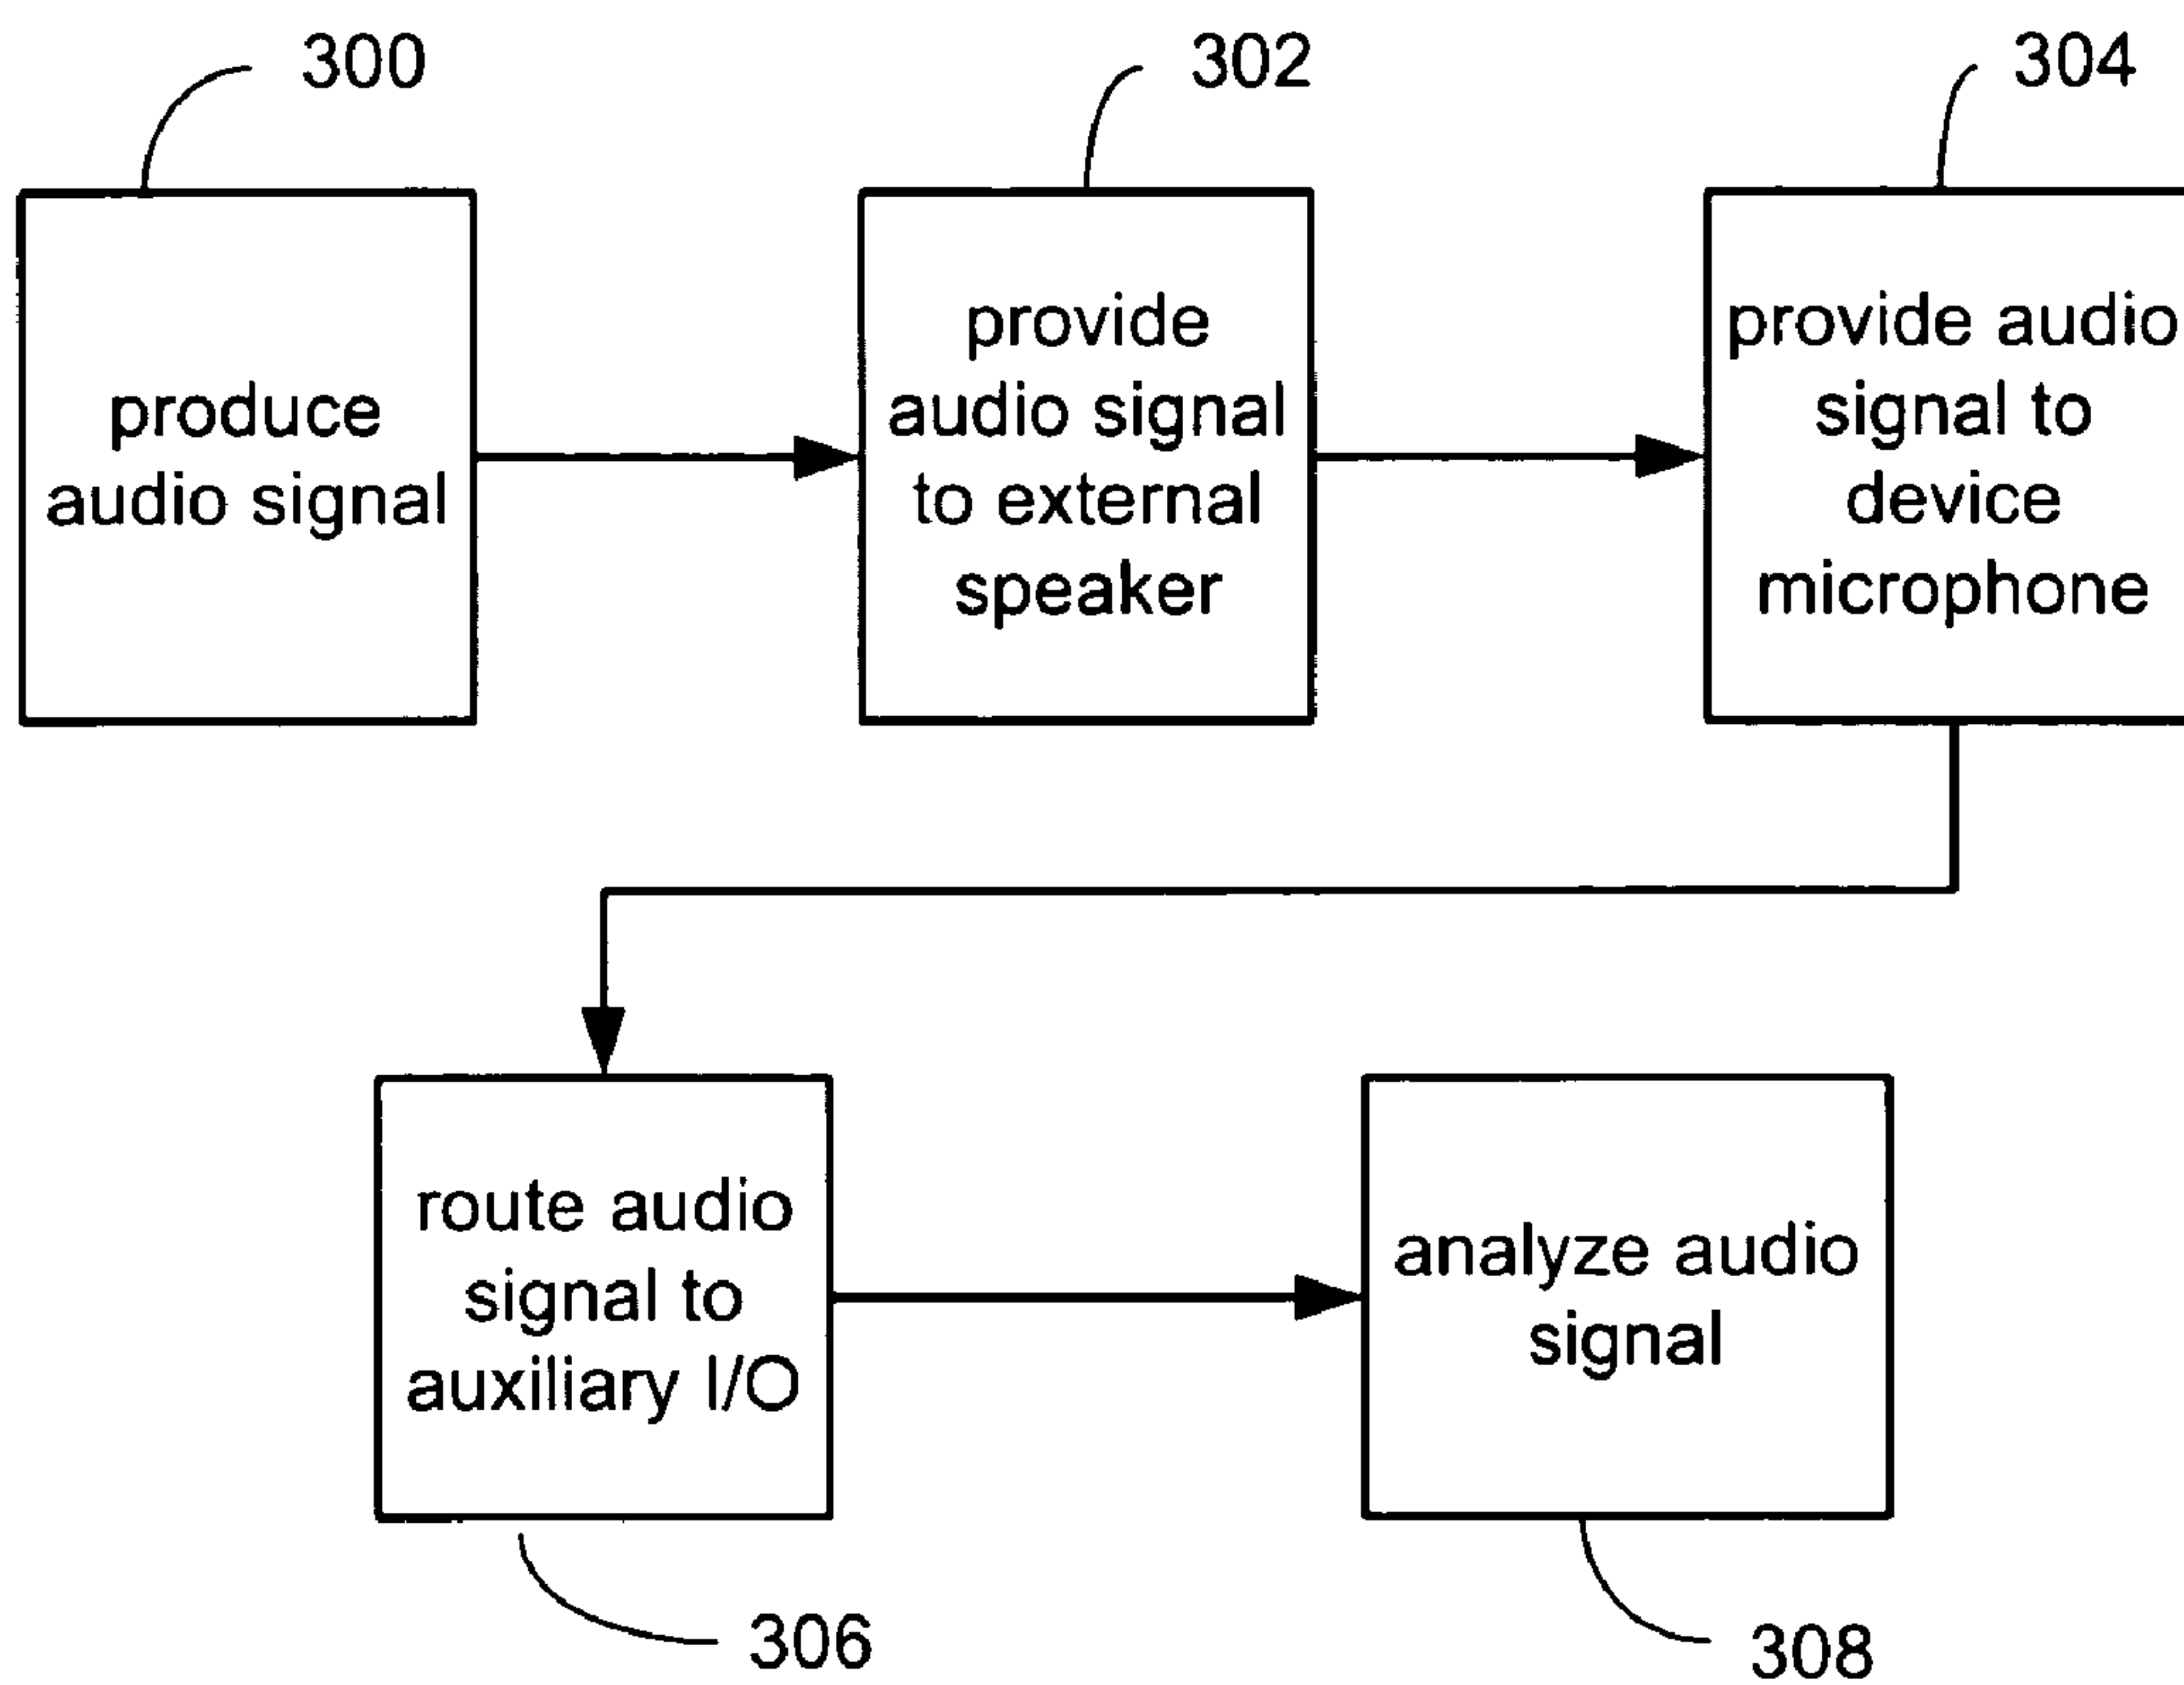 300
302
304
produce
audio signal
provide
audio signal
to external
speaker
provide audio
signal to
device
microphone
route audio
signal to
auxiliary I/O
analyze audio
signal
306
308